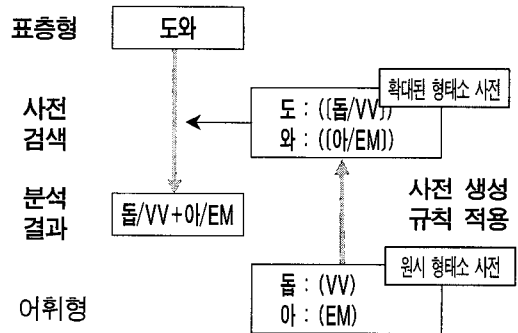 표층형
도와
확대된 형태소 사전
사전
검색
도 : ([돕/VV])
와 : ([아/EM])
분석
결과
돕/VV+아/EM
사전 생성
규칙 적용
원시 형태소 사전
어휘형
돕 : (VV)
아 : (EM)